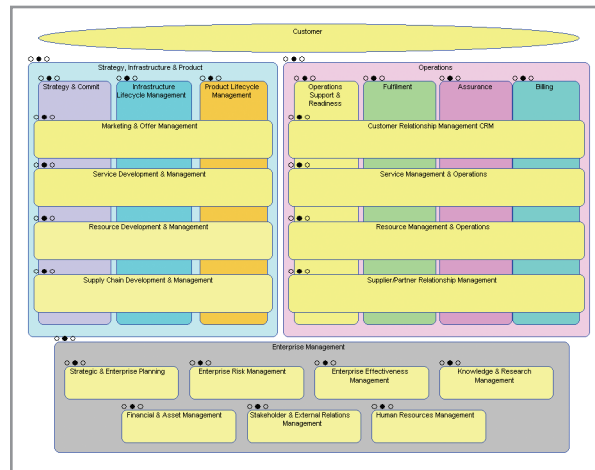 Customer
Strategy, Infrastructure & Product
Operations
Strategy & Commit
Infrastructure
Lifecycle Management
Product Lifecycle
Management
Operations
Support &
Readiness
Fulfilment
Assurance
Billing
Marketing & Offer Management
Customer Relationship Management CRM
Service Development & Management
Service Management & Operations
Resource Development & Management
Resource Management & Operations
Supply Chain Development & Management
Supplier/Partner Relationship Management
Enterprise Management
Strategic & Enterprise Planning
Enterprise Risk Management
Enterprise Effectiveness
Management
Knowledge & Research
Management
Financial & Asset Management
Stakeholder & External Relations
Management
Human Resources Management